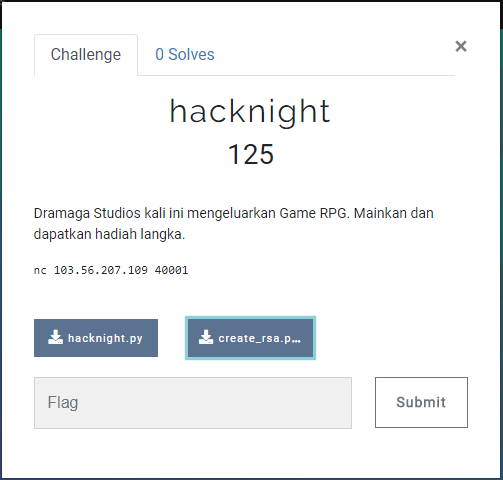 Challenge
0 Solves
×
hacknight
125
Dramaga Studios kali ini mengeluarkan Game RPG. Mainkan dan
dapatkan hadiah langka.
nc 103.56.207.109 40001
hacknight.py
create_rsa.p…
Flag
Submit